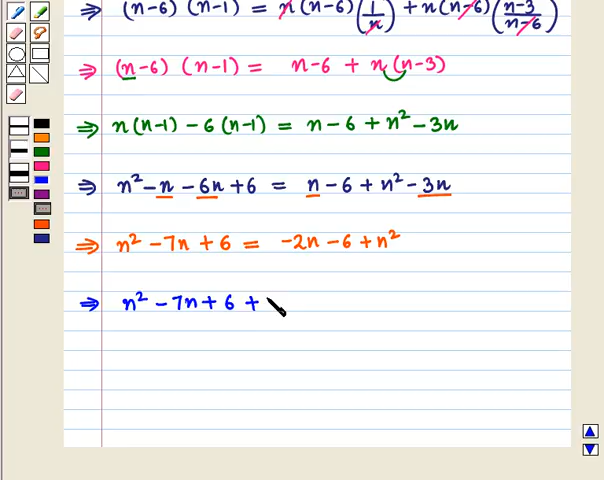 ⇒ (n-6) (n-1) = n(n-6)(1/n) + n(n-6)(n-3/n-6)
⇒ (n-6) (n-1) = n-6 + n(n-3)
⇒ n(n-1) - 6(n-1) = n-6+n²-3n
⇒ n²-n-6n+6 = n-6+n²-3n
⇒ n²-7n+6 = -2n-6+n²
⇒ n²-7n+6+